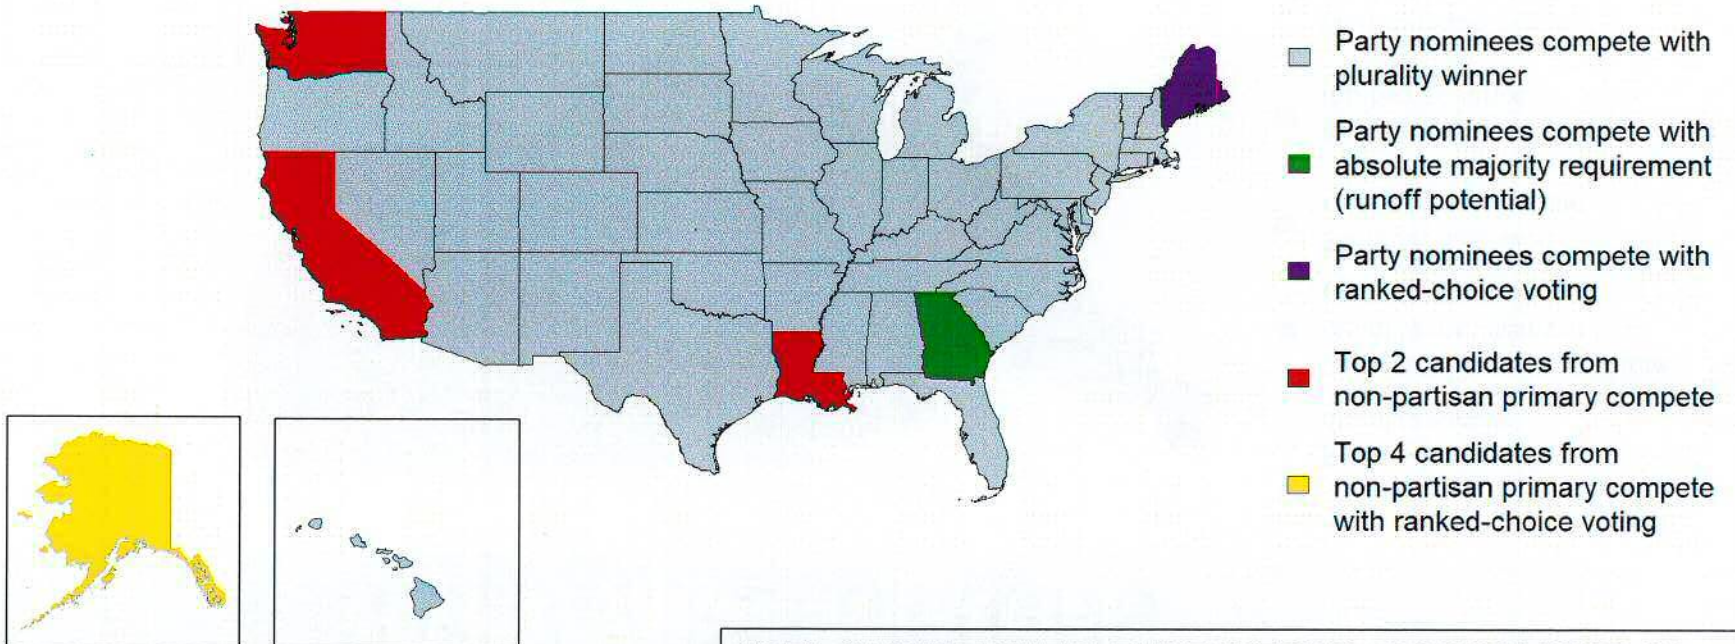 Party nominees compete with
plurality winner
Party nominees compete with
absolute majority requirement
(runoff potential)
Party nominees compete with
ranked-choice voting
Top 2 candidates from
non-partisan primary compete
Top 4 candidates from
non-partisan primary compete
with ranked-choice voting